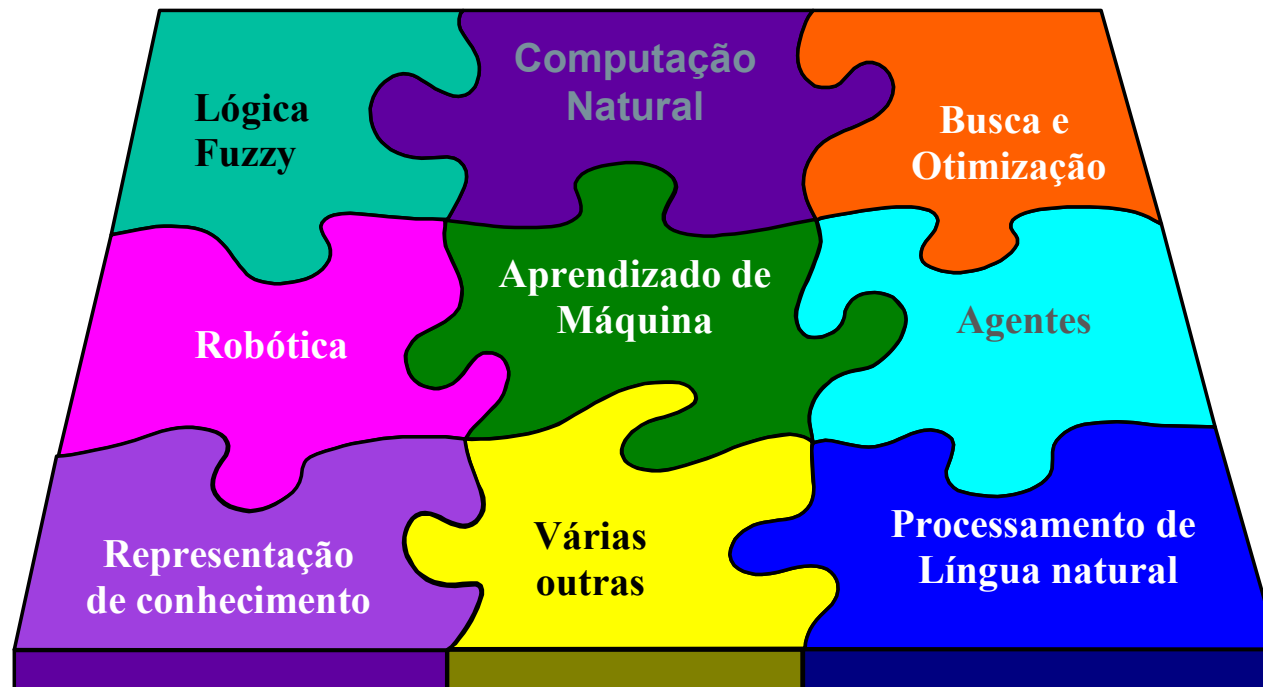 Lógica
Fuzzy
Computação
Natural
Busca e
Otimização
Robótica
Aprendizado de
Máquina
Agentes
Representação
de conhecimento
Várias
outras
Processamento de
Língua natural